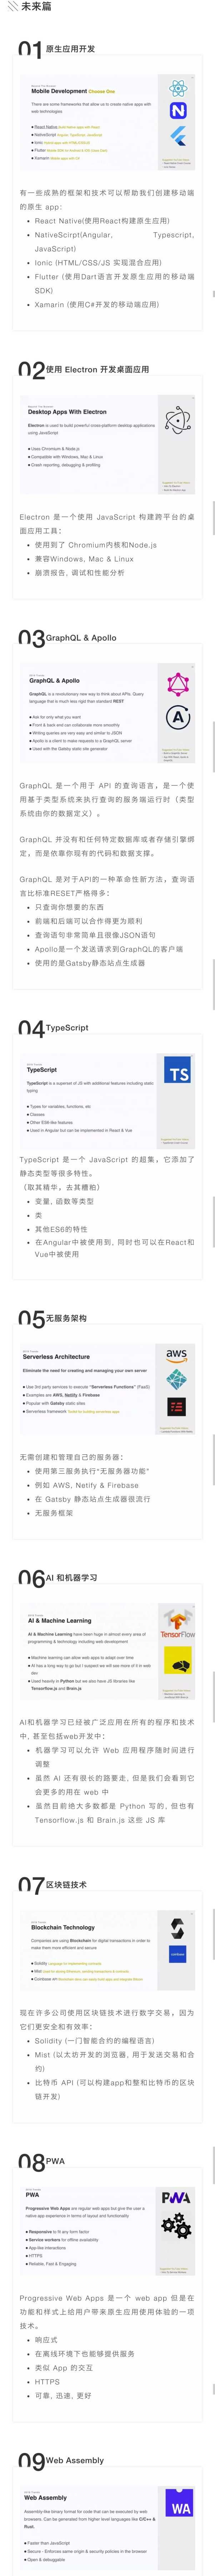 未来篇
01 原生应用开发
Mobile Development Choose One
There are some frameworks that allow us to create native apps with
web technologies
React Native Build Native apps with React
NativeScript Angular, TypeScript, JavaScript
Ionic Hybrid apps with HTML/CSS/JS
Flutter
Xamarin Mobile apps with C#
有一些成熟的框架和技术可以帮助我们创建移动端
的原生 app:
React Native(使用React构建原生应用)
NativeScirpt(Angular, Typescript,
JavaScript)
Ionic (HTML/CSS/JS 实现混合应用)
Flutter (使用Dart语言开发原生应用的移动端
SDK)
Xamarin (使用C#开发的移动端应用)
02 使用 Electron 开发桌面应用
Desktop Apps With Electron
Electron is used to build powerful cross-platform desktop applications
using JavaScript
Uses Chromium & Node.js
Compatible with Windows, Mac & Linux
Crash reporting, debugging & profiling
Electron 是一个使用 JavaScript 构建跨平台的桌
面应用工具:
使用到了 Chromium内核和Node.js
兼容Windows, Mac & Linux
崩溃报告, 调试和性能分析
03 GraphQL & Apollo
GraphQL & Apollo
GraphQL is a revolutionary new way to think about APIs. Query
language that is much less rigid than standard REST
Ask for only what you want
Front & back end can collaborate more smoothly
Writing queries are very easy and similar to JSON
Apollo is a client to make requests to a GraphQL server
Used with the Gatsby static site generator
GraphQL 是一个用于 API 的查询语言，是一个使
用基于类型系统来执行查询的服务端运行时（类型
系统由你的数据定义）。
GraphQL 并没有和任何特定数据库或者存储引擎绑
定，而是依靠你现有的代码和数据支撑。
GraphQL 是对于API的一种革命性新方法，查询语
言比标准RESET严格得多:
只查询你想要的东西
前端和后端可以合作得更为顺利
查询语句非常简单且很像JSON语句
Apollo是一个发送请求到GraphQL的客户端
使用的是Gatsby静态站点生成器
04 TypeScript
TypeScript
TypeScript is a superset of JS with additional features including static
typing
Types for variables, functions, etc
Classes
Other ES6-like features
Used in Angular but can be implemented in React & Vue
TS
TypeScript 是一个 JavaScript 的超集，它添加了
静态类型等很多特性。
（取其精华，去其糟粕）
变量, 函数等类型
类
其他ES6的特性
在Angular中被使用到, 同时也可以在React和
Vue中被使用
05 无服务架构
Serverless Architecture
Eliminate the need for creating and managing your own server
Use 3rd party services to execute "Serverless Functions" (FaaS)
Examples are AWS, Netlify & Firebase
Popular with Gatsby static sites
Serverless framework
aws
无需创建和管理自己的服务器:
使用第三服务执行“无服务器功能”
例如 AWS, Netify & Firebase
在 Gatsby 静态站点生成器很流行
无服务框架
06 AI 和机器学习
AI & Machine Learning
AI & Machine Learning have been huge in almost every area of
programming & technology including web development
Machine learning can allow web apps to adapt over time
AI has a long way to go but I suspect we will see more of it in web
dev
Used heavily in Python but we also have JS libraries like
Tensorflow.js and Brain.js
TensorFlow
AI和机器学习已经被广泛应用在所有的程序和技术
中, 甚至包括web开发中:
机器学习可以允许 Web 应用程序随时间进行
调整
虽然 AI 还有很长的路要走, 但是我们会看到它
会更多的用在 web 中
虽然目前绝大多数都是 Python 写的, 但也有
Tensorflow.js 和 Brain.js 这些 JS 库
07 区块链技术
Blockchain Technology
Companies are using Blockchain for digital transactions in order to
make them more efficient and secure
Solidity
Mist
Coinbase API
coinbase
现在许多公司使用区块链技术进行数字交易，因为
它们更安全和有效率:
Solidity (一门智能合约的编程语言)
Mist (以太坊开发的浏览器, 用于发送交易和合
约)
比特币 API (可以构建app和整和比特币的区块
链开发)
08 PWA
PWA
Progressive Web Apps are regular web apps but give the user a
native app experience in terms of layout and functionality
Responsive to fit any form factor
Service workers for offline availability
App-like interactions
HTTPS
Reliable, Fast & Engaging
PWA
Progressive Web Apps 是一个 web app 但是在
功能和样式上给用户带来原生应用使用体验的一项
技术。
响应式
在离线环境下也能够提供服务
类似 App 的交互
HTTPS
可靠, 迅速, 更好
09 Web Assembly
Web Assembly
Assembly-like binary format for code that can be executed by web
browsers. Can be generated from higher level languages like C/C++ &
Rust.
Faster than JavaScript
Secure - Enforces same origin & security policies in the browser
Open & debuggable
WA